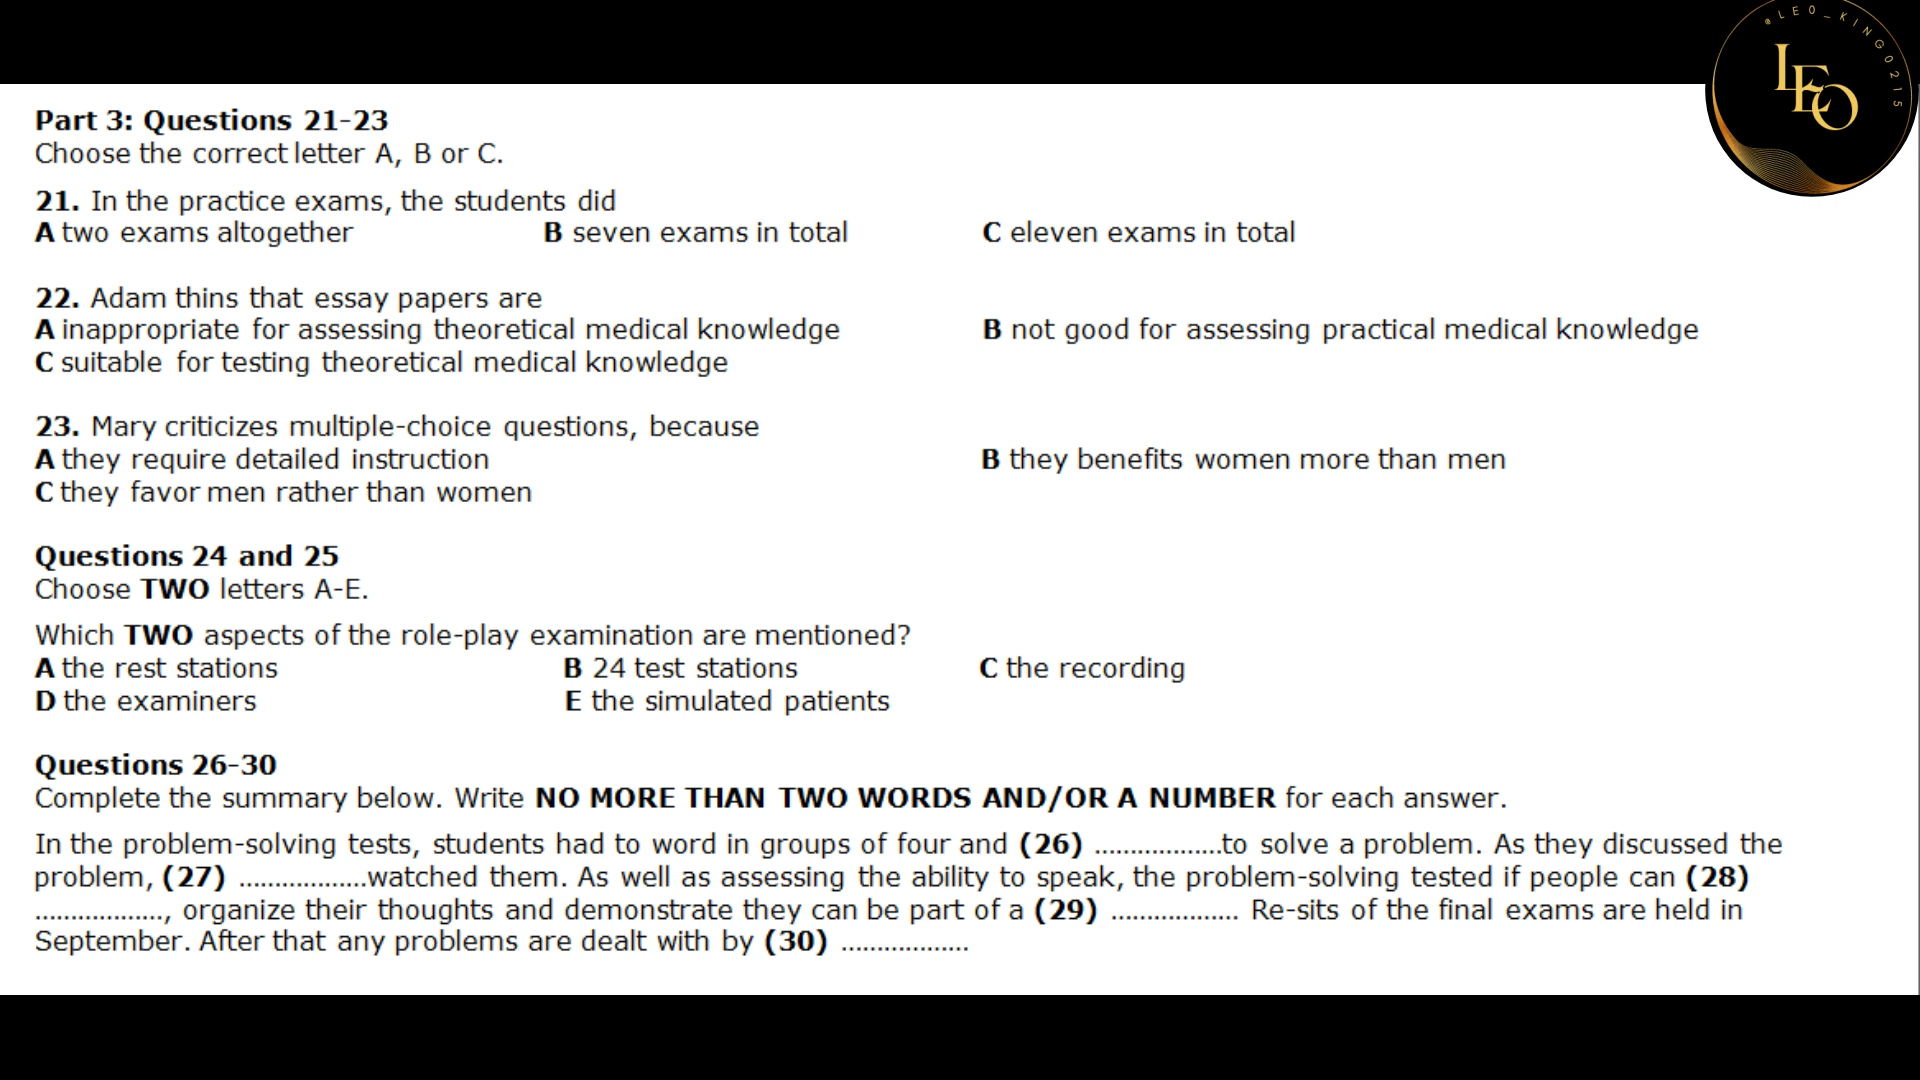 @LEO_KING0215
LEO
Part 3: Questions 21-23
Choose the correct letter A, B or C.
21. In the practice exams, the students did
A two exams altogether B seven exams in total C eleven exams in total
22. Adam thins that essay papers are
A inappropriate for assessing theoretical medical knowledge B not good for assessing practical medical knowledge
C suitable for testing theoretical medical knowledge
23. Mary criticizes multiple-choice questions, because
A they require detailed instruction B they benefits women more than men
C they favor men rather than women
Questions 24 and 25
Choose TWO letters A-E.
Which TWO aspects of the role-play examination are mentioned?
A the rest stations B 24 test stations C the recording
D the examiners E the simulated patients
Questions 26-30
Complete the summary below. Write NO MORE THAN TWO WORDS AND/OR A NUMBER for each answer.
In the problem-solving tests, students had to word in groups of four and (26) ..................to solve a problem. As they discussed the
problem, (27) ..................watched them. As well as assessing the ability to speak, the problem-solving tested if people can (28)
.................., organize their thoughts and demonstrate they can be part of a (29) .................. Re-sits of the final exams are held in
September. After that any problems are dealt with by (30) ..................